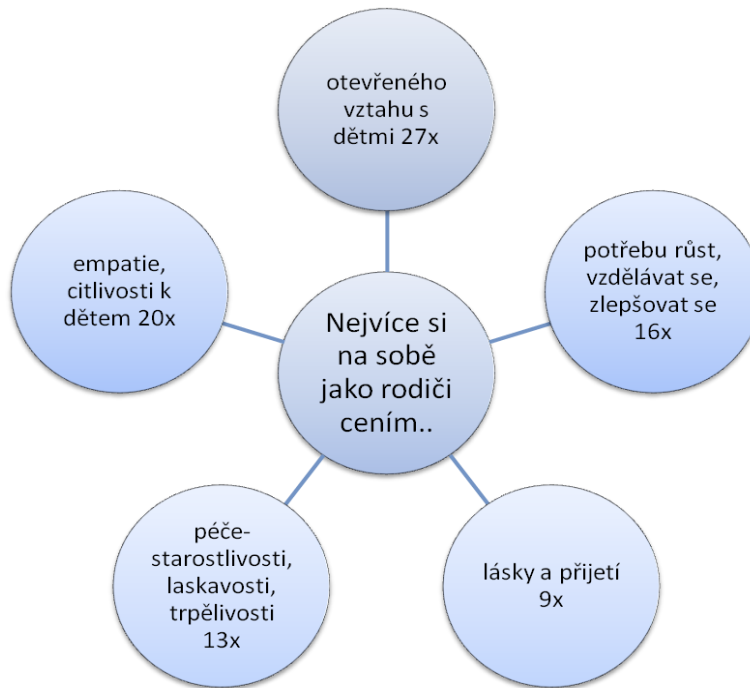 otevřeného
vztahu s
dětmi 27x
empatie,
citlivosti k
dětem 20x
potřebu růst,
vzdělávat se,
zlepšovat se
16x
Nejvíce si
na sobě
jako rodiči
cením..
péče-
starostlivosti,
laskavosti,
trpělivosti
13x
lásky a přijetí
9x